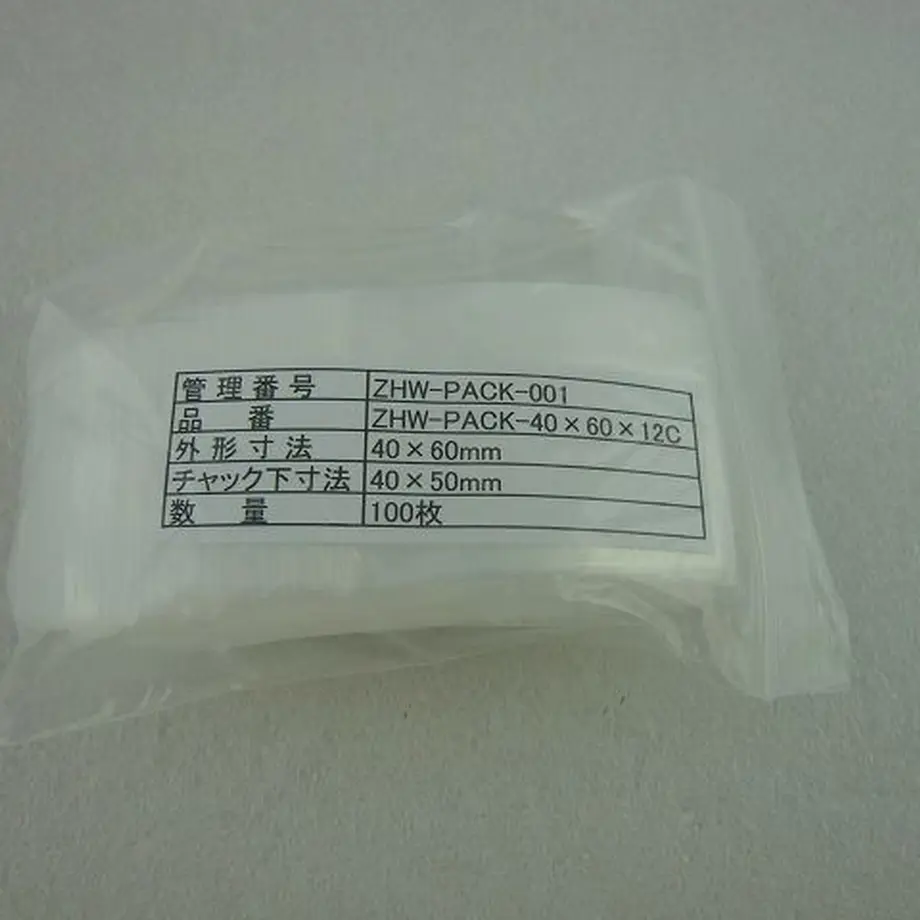 管理番号 ZHW-PACK-001
品番 ZHW-PACK-40×60×12C
外形寸法 40×60mm
チャック下寸法 40×50mm
数量 100枚